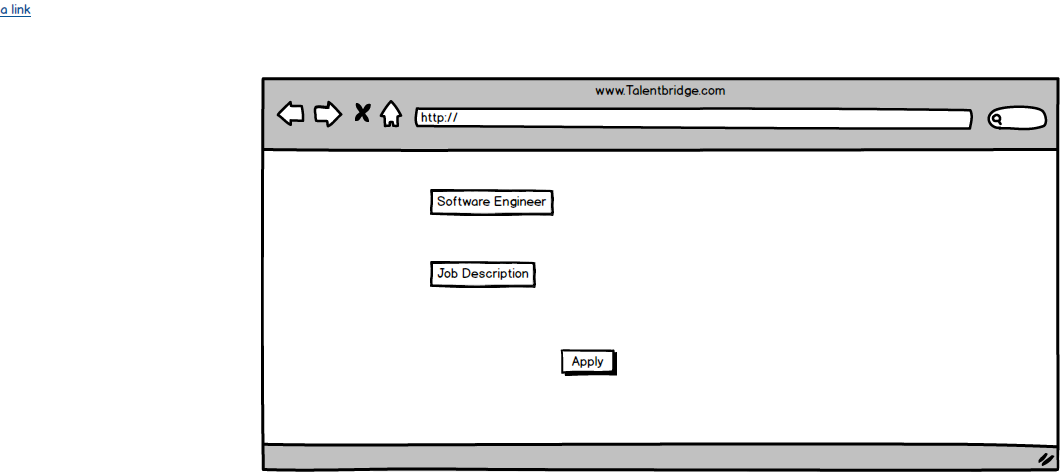 a link
www.Talentbridge.com
http://
Software Engineer
Job Description
Apply